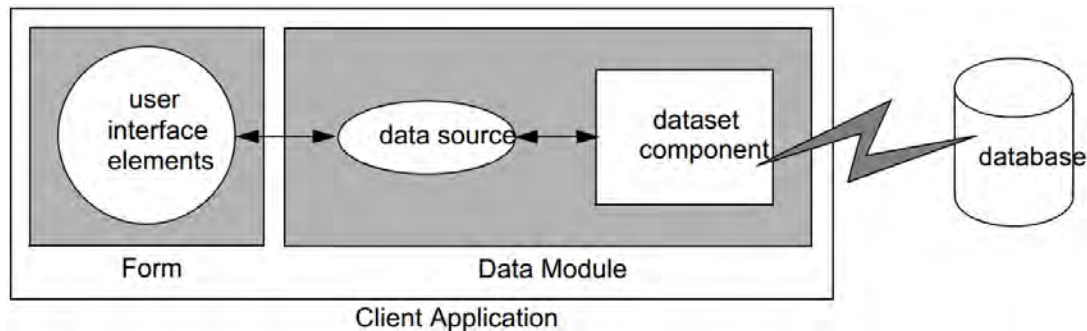 user
interface
elements
data source
dataset
component
database
Form
Data Module
Client Application